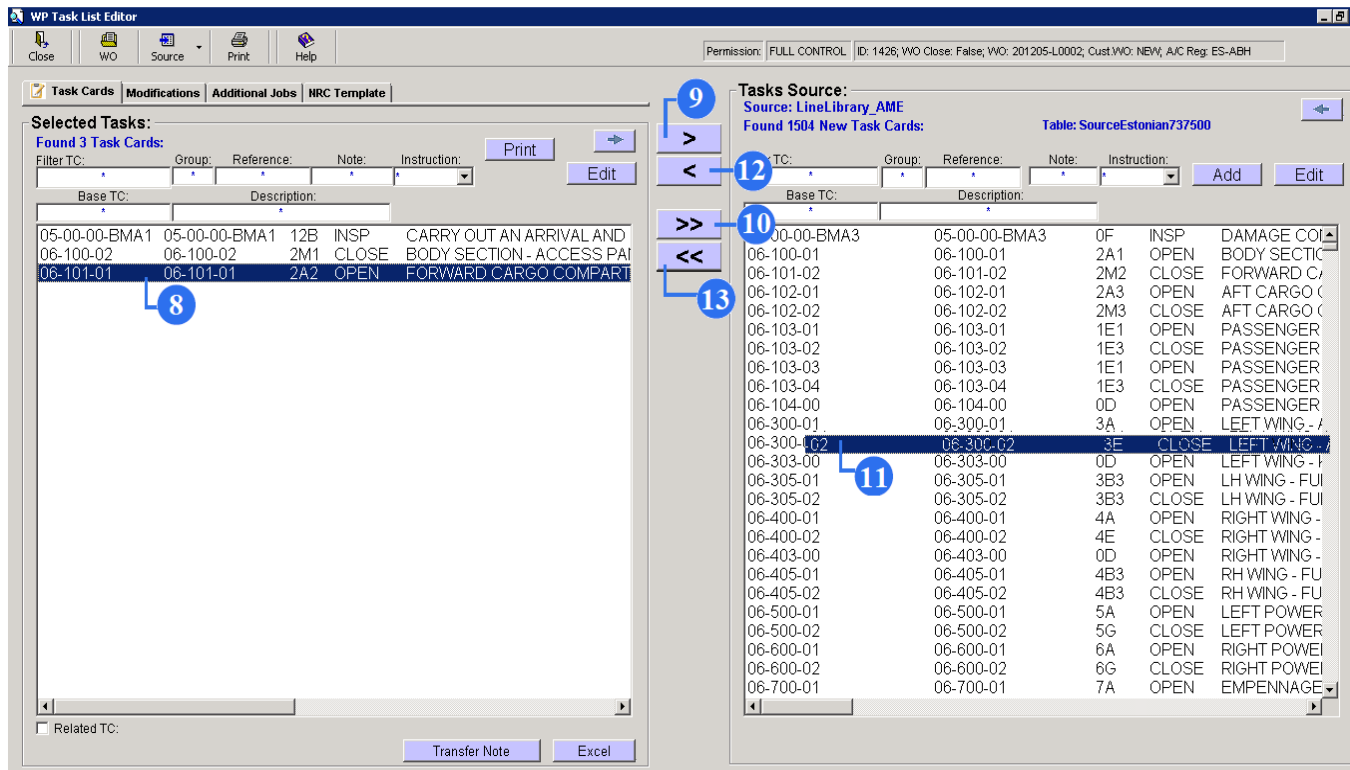 WP Task List Editor
Close WO Source Print Help
Permission: FULL CONTROL ID: 1426; WO Close: False; WO: 201205-L0002; Cust.WO: NEW; A/C Reg: ES-ABH
Task Cards Modifications Additional Jobs NRC Template
Selected Tasks:
Found 3 Task Cards:
Print
Filter TC: Group: Reference: Note: Instruction:
* * * * *
Edit
Base TC: Description:
* *
05-00-00-BMA1 05-00-00-BMA1 12B INSP CARRY OUT AN ARRIVAL AND
06-100-02 06-100-02 2M1 CLOSE BODY SECTION - ACCESS PAI
06-101-01 06-101-01 2A2 OPEN FORWARD CARGO COMPART
8
Related TC:
Transfer Note Excel
9
>
<
12
>>
10
<<
13
Tasks Source:
Source: LineLibrary_AME
Found 1504 New Task Cards: Table: SourceEstonian737500
TC: Group: Reference: Note: Instruction:
* * * * *
Add Edit
Base TC: Description:
* *
-00-00-BMA3 05-00-00-BMA3 0F INSP DAMAGE CO
06-100-01 06-100-01 2A1 OPEN BODY SECTIO
06-101-02 06-101-02 2M2 CLOSE FORWARD CA
06-102-01 06-102-01 2A3 OPEN AFT CARGO
06-102-02 06-102-02 2M3 CLOSE AFT CARGO
06-103-01 06-103-01 1E1 OPEN PASSENGER
06-103-02 06-103-02 1E3 CLOSE PASSENGER
06-103-03 06-103-03 1E1 OPEN PASSENGER
06-103-04 06-103-04 1E3 CLOSE PASSENGER
06-104-00 06-104-00 0D OPEN PASSENGER
06-300-01 06-300-01 3A OPEN LEFT WING - A
06-300-02 06-300-02 3E CLOSE LEFT WING - A
11
06-303-00 06-303-00 0D OPEN LEFT WING -
06-305-01 06-305-01 3B3 OPEN LH WING - FU
06-305-02 06-305-02 3B3 CLOSE LH WING - FU
06-400-01 06-400-01 4A OPEN RIGHT WING -
06-400-02 06-400-02 4E CLOSE RIGHT WING -
06-403-00 06-403-00 0D OPEN RIGHT WING -
06-405-01 06-405-01 4B3 OPEN RH WING - FU
06-405-02 06-405-02 4B3 CLOSE RH WING - FU
06-500-01 06-500-01 5A OPEN LEFT POWER
06-500-02 06-500-02 5G CLOSE LEFT POWER
06-600-01 06-600-01 6A OPEN RIGHT POWE
06-600-02 06-600-02 6G CLOSE RIGHT POWE
06-700-01 06-700-01 7A OPEN EMPENNAGE